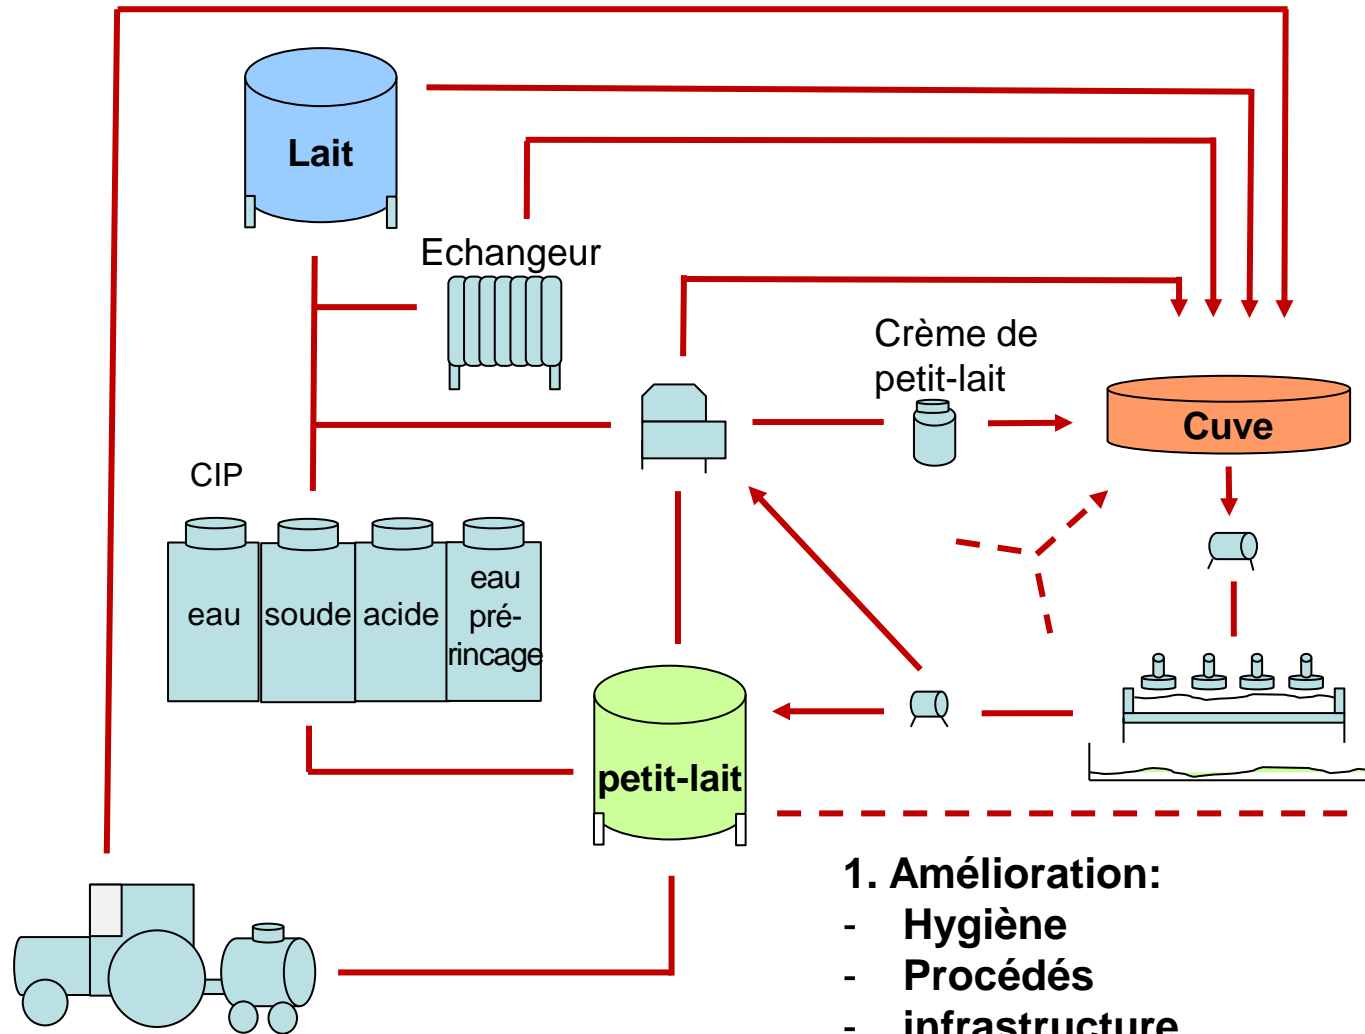 Lait
Echangeur
Crème de
petit-lait
Cuve
CIP
eau
soude
acide
eau
pré-
rincage
petit-lait
1. Amélioration:
- Hygiène
- Procédés
- infrastructure